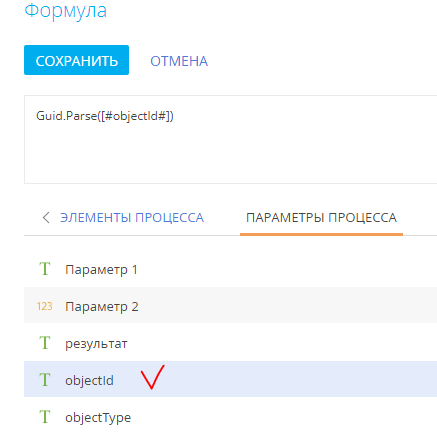 Формула
СОХРАНИТЬ ОТМЕНА
Guid.Parse([#objectId#])
ЭЛЕМЕНТЫ ПРОЦЕССА ПАРАМЕТРЫ ПРОЦЕССА
T Параметр 1
123 Параметр 2
T результат
T objectId
T objectType